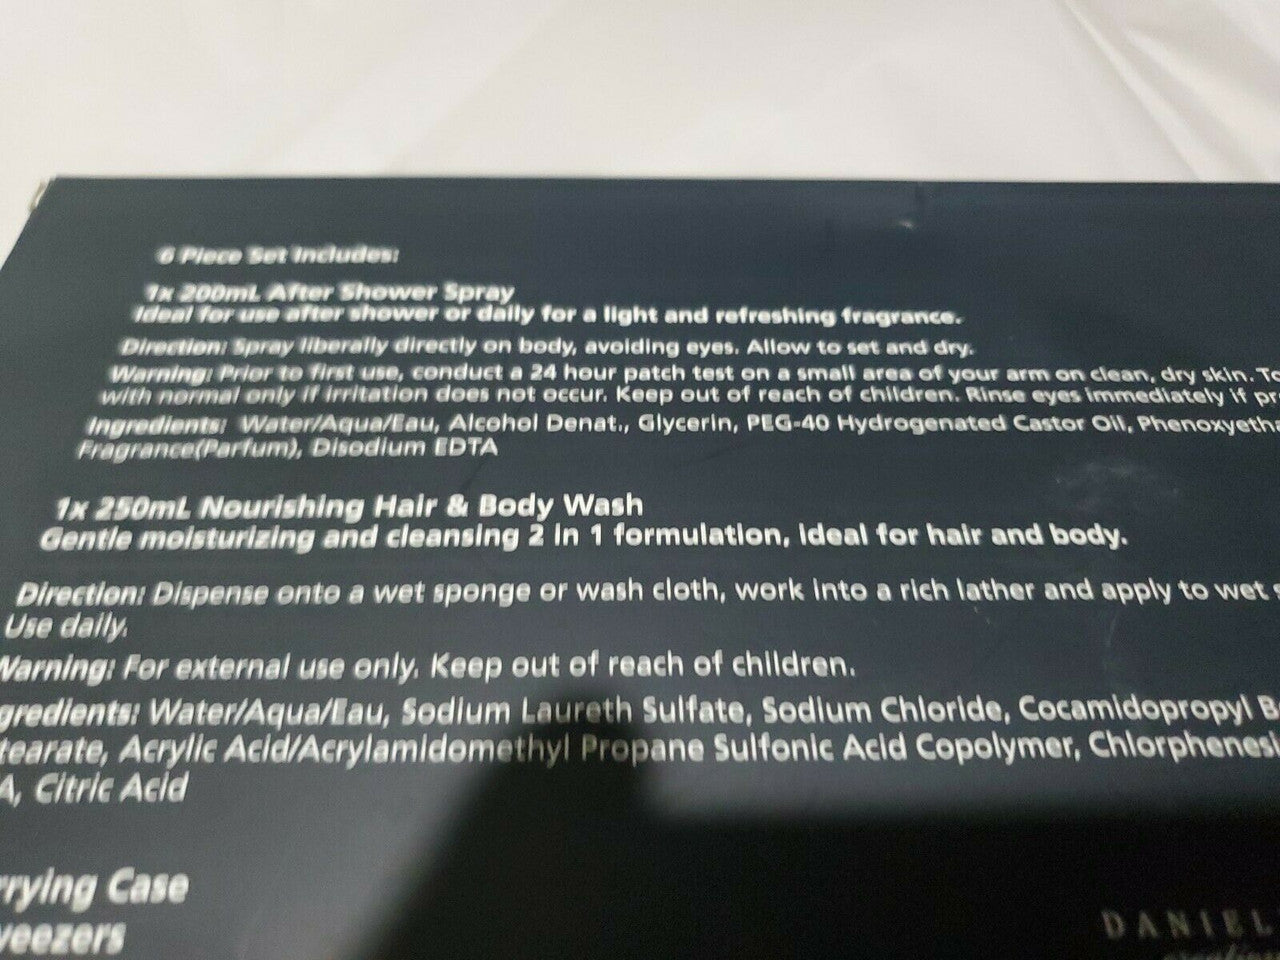 6 Piece Set Includes:
1x 200mL After Shower Spray
Ideal for use after shower or daily for a light and refreshing fragrance.
Direction: Spray liberally directly on body, avoiding eyes. Allow to set and dry.
Warning: Prior to first use, conduct a 24 hour patch test on a small area of your arm on clean, dry skin. To
with normal only if irritation does not occur. Keep out of reach of children. Rinse eyes immediately if pr
Ingredients: Water/Aqua/Eau, Alcohol Denat., Glycerin, PEG-40 Hydrogenated Castor Oil, Phenoxyetha
Fragrance(Parfum), Disodium EDTA
1x 250mL Nourishing Hair & Body Wash
Gentle moisturizing and cleansing 2 in 1 formulation, ideal for hair and body.
Direction: Dispense onto a wet sponge or wash cloth, work into a rich lather and apply to wet s
Use daily.
Warning: For external use only. Keep out of reach of children.
gredients: Water/Aqua/Eau, Sodium Laureth Sulfate, Sodium Chloride, Cocamidopropyl B
tearate, Acrylic Acid/Acrylamidomethyl Propane Sulfonic Acid Copolymer, Chlorphenesi
A, Citric Acid
rrying Case
weezers
DANIEL